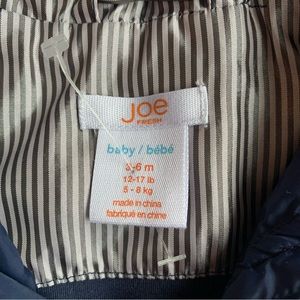 joe
FRESH
baby / bébé
3-6 m
12-17 lb
5 - 8 kg
made in china
fabriqué en chine